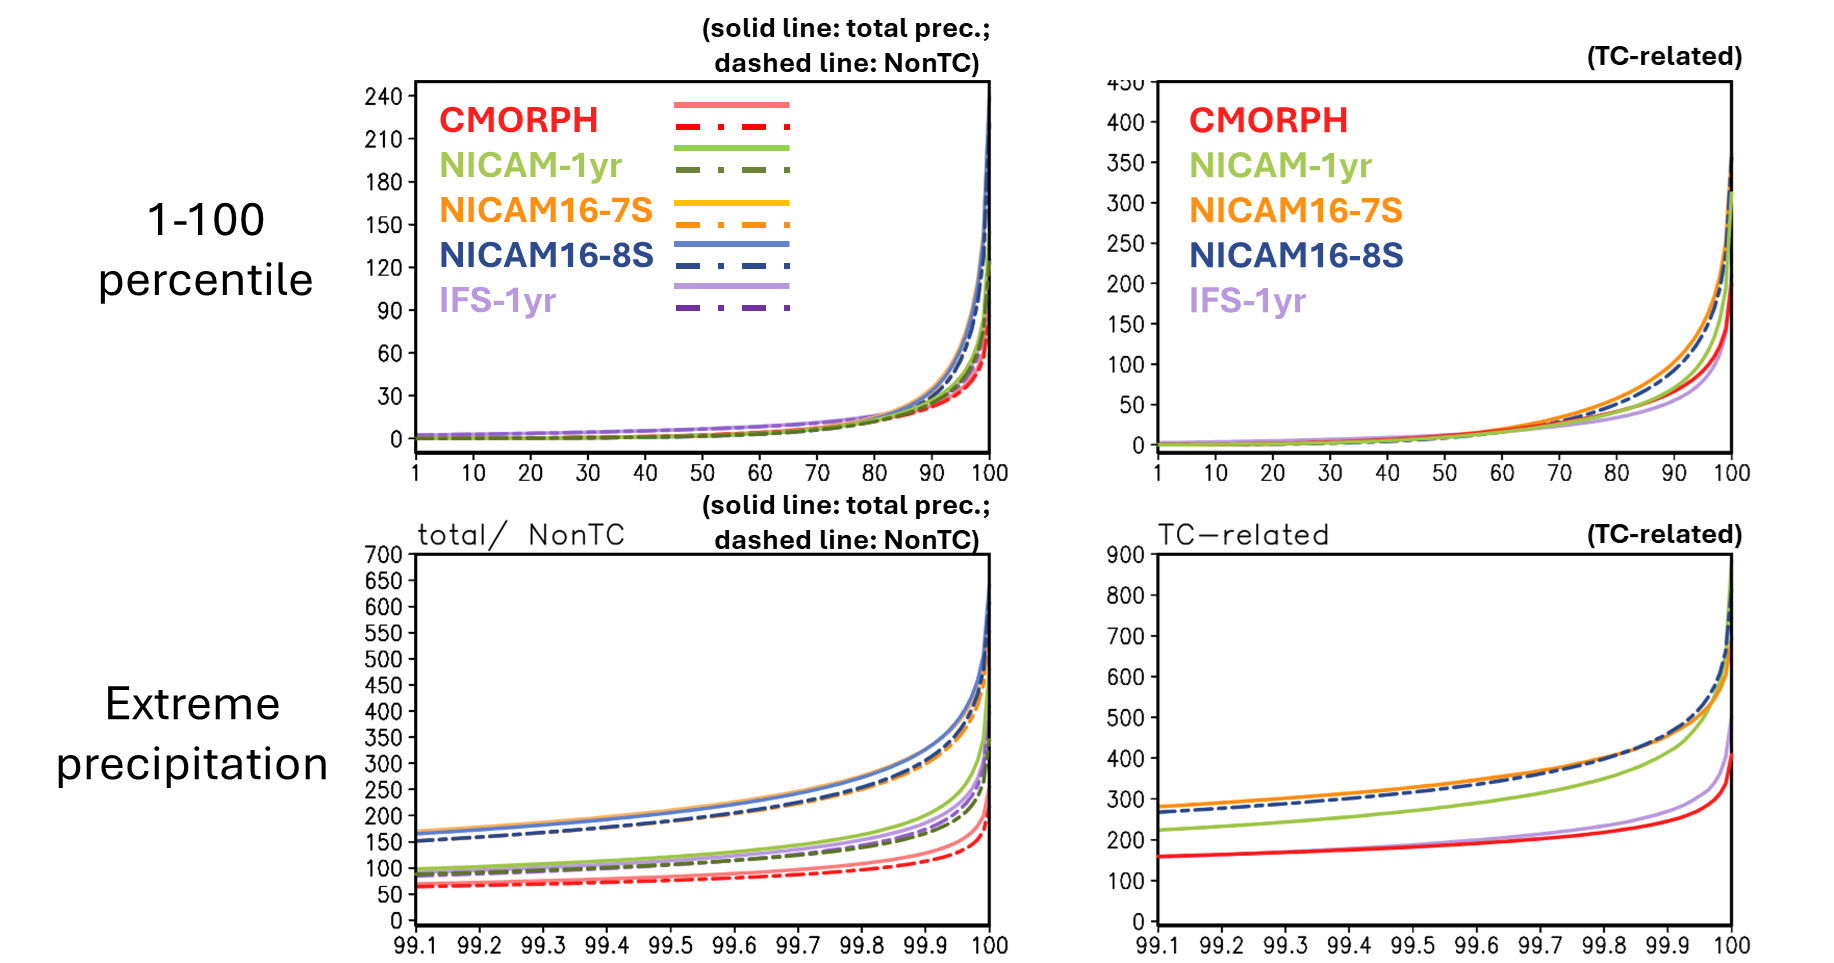 (solid line: total prec.;
dashed line: NonTC)
(TC-related)
1-100
percentile
240
210
180
150
120
90
60
30
0
CMORPH
NICAM-1yr
NICAM16-7S
NICAM16-8S
IFS-1yr
1 10 20 30 40 50 60 70 80 90 100
450
400
350
300
250
200
150
100
50
0
CMORPH
NICAM-1yr
NICAM16-7S
NICAM16-8S
IFS-1yr
1 10 20 30 40 50 60 70 80 90 100
(solid line: total prec.;
dashed line: NonTC)
(TC-related)
Extreme
precipitation
total/ NonTC
700
650
600
550
500
450
400
350
300
250
200
150
100
50
0
99.1 99.2 99.3 99.4 99.5 99.6 99.7 99.8 99.9 100
TC-related
900
800
700
600
500
400
300
200
100
0
99.1 99.2 99.3 99.4 99.5 99.6 99.7 99.8 99.9 100